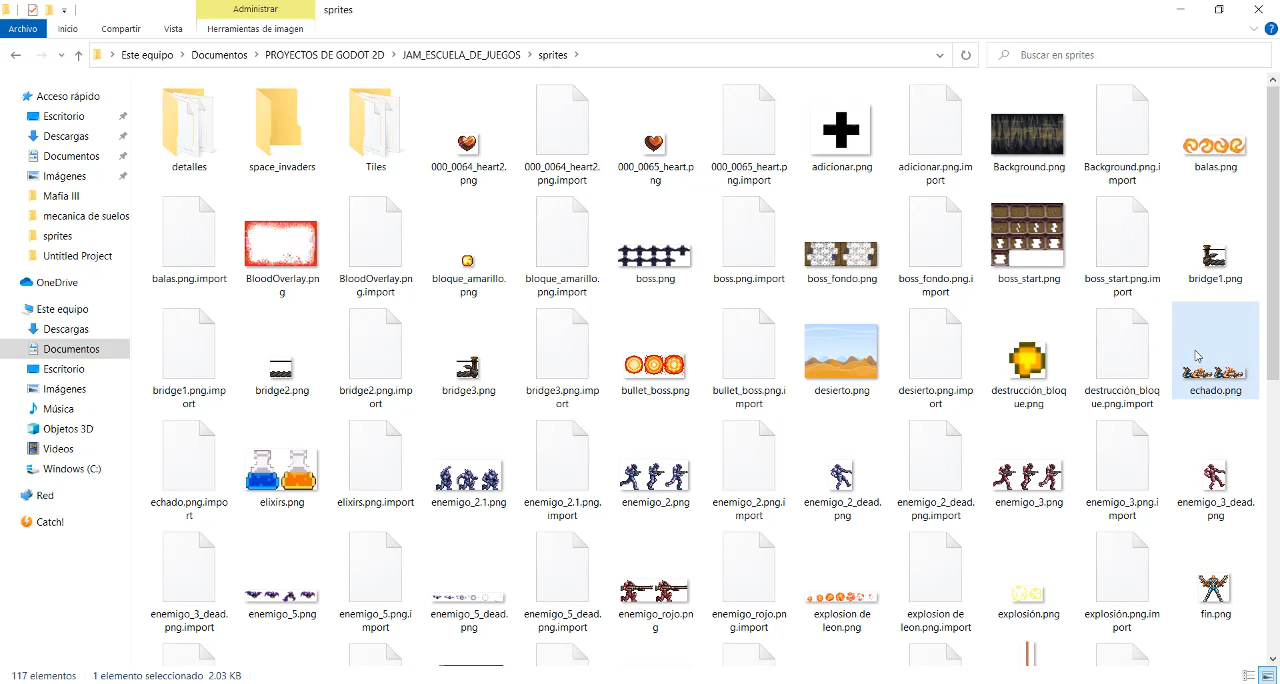 Administrar
sprites
Archivo
Inicio
Compartir
Vista
Herramientas de imagen
Este equipo
Documentos
PROYECTOS DE GODOT 2D
JAM_ESCUELA_DE_JUEGOS
sprites
Buscar en sprites
Acceso rápido
Escritorio
Descargas
Documentos
Imágenes
Mafia III
mecanica de suelos
sprites
Untitled Project
OneDrive
Este equipo
Descargas
Documentos
Escritorio
Imágenes
Música
Objetos 3D
Videos
Windows (C:)
Red
Catch!
detalles
space_invaders
Tiles
000_0064_heart2.
png
000_0064_heart2.
png.import
000_0065_heart.p
ng
000_0065_heart.p
ng.import
adicionar.png
adicionar.png.im
port
Background.png
Background.png.i
mport
balas.png
balas.png.import
BloodOverlay.pn
g
BloodOverlay.pn
g.import
bloque_amarillo.
png
bloque_amarillo.
png.import
boss.png
boss.png.import
boss_fondo.png
boss_fondo.png.i
mport
boss_start.png
boss_start.png.im
port
bridge1.png
bridge1.png.imp
ort
bridge2.png
bridge2.png.imp
ort
bridge3.png
bridge3.png.imp
ort
bullet_boss.png
bullet_boss.png.i
mport
desierto.png
desierto.png.imp
ort
destrucción_blo
que.png
destrucción_bloq
ue.png.import
echado.png
echado.png.impo
rt
elixirs.png
elixirs.png.import
enemigo_2.1.png
enemigo_2.1.png.
import
enemigo_2.png
enemigo_2.png.i
mport
enemigo_2_dead.
png
enemigo_2_dead.
png.import
enemigo_3.png
enemigo_3.png.i
mport
enemigo_3_dead.
png
enemigo_3_dead.
png.import
enemigo_5.png
enemigo_5.png.i
mport
enemigo_5_dead.
png
enemigo_5_dead.
png.import
enemigo_rojo.pn
g
enemigo_rojo.pn
g.import
explosion de
leon.png
explosion de
leon.png.import
explosión.png
explosión.png.im
port
fin.png
117 elementos
1 elemento seleccionado 2.03 KB